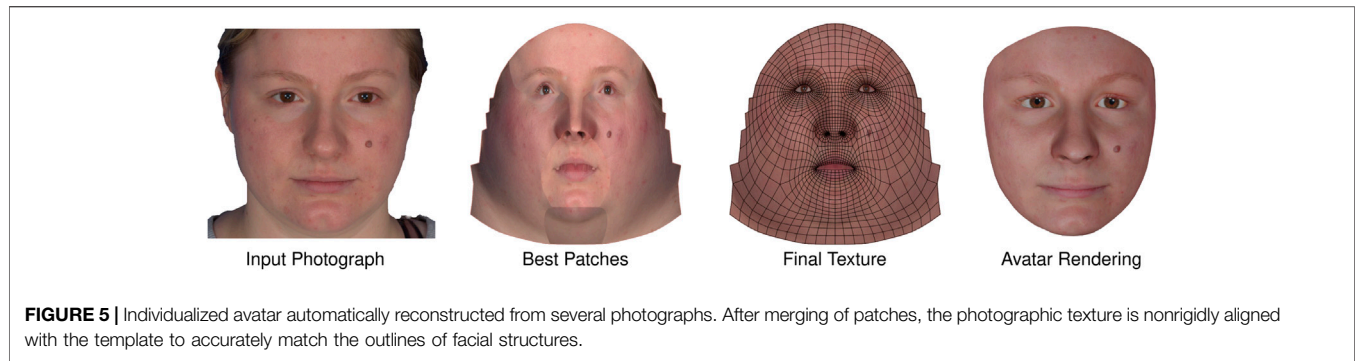 Input Photograph Best Patches Final Texture Avatar Rendering
FIGURE 5 | Individualized avatar automatically reconstructed from several photographs. After merging of patches, the photographic texture is nonrigidly aligned
with the template to accurately match the outlines of facial structures.